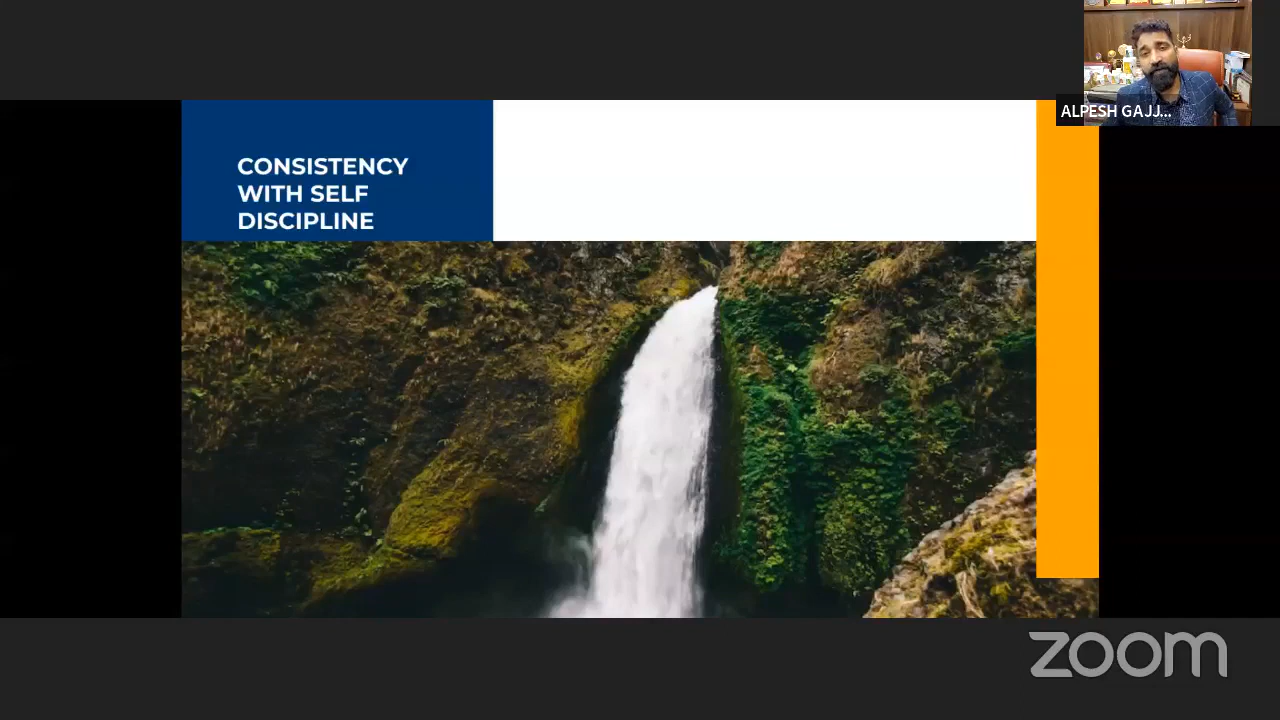 CONSISTENCY
WITH SELF
DISCIPLINE
ALPESH GAJJ...
zoom